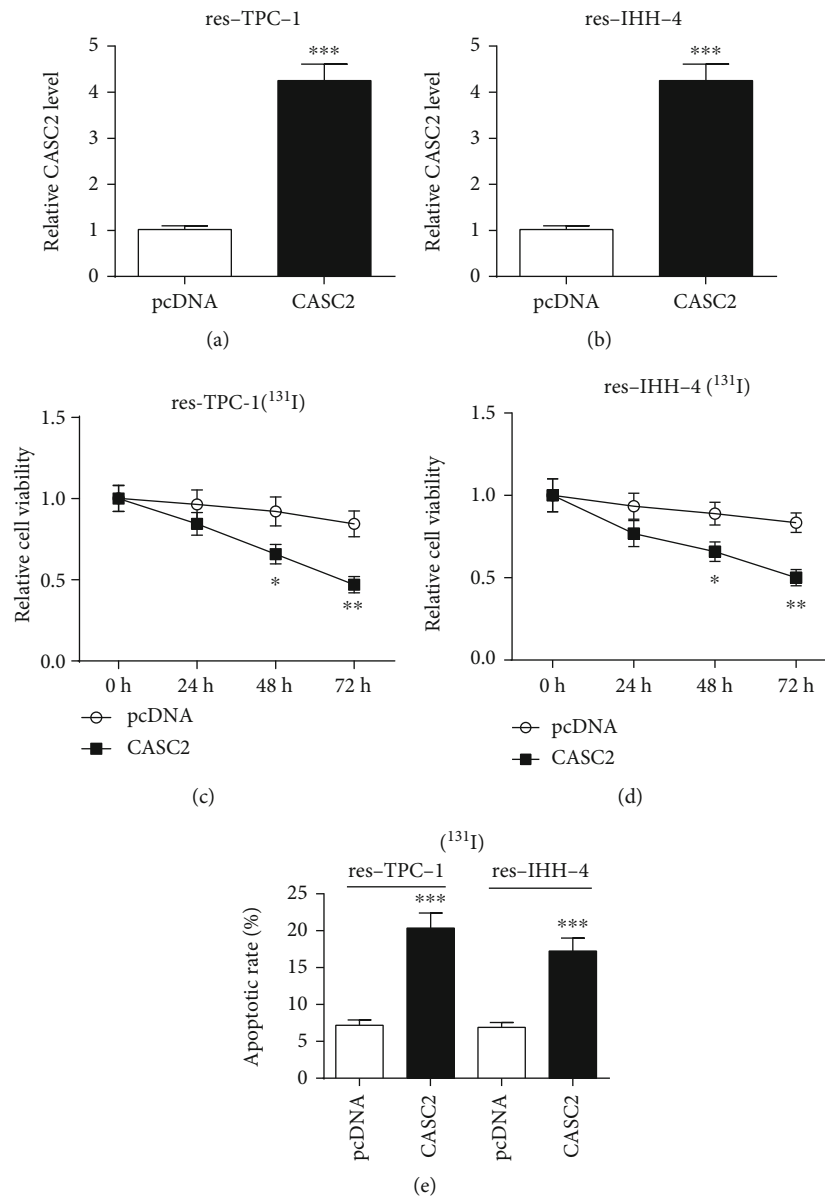 res–TPC–1
5
4
3
2
1
0
Relative CASC2 level
***
pcDNA CASC2
(a)
res–IHH–4
5
4
3
2
1
0
Relative CASC2 level
***
pcDNA CASC2
(b)
res-TPC-1(¹³¹I)
1.5
1.0
0.5
0.0
Relative cell viability
*
**
0 h 24 h 48 h 72 h
pcDNA
CASC2
(c)
res–IHH–4 (¹³¹I)
1.5
1.0
0.5
0.0
Relative cell viability
*
**
0 h 24 h 48 h 72 h
pcDNA
CASC2
(d)
(¹³¹I)
res–TPC–1 res–IHH–4
25
20
15
10
5
0
Apoptotic rate (%)
***
***
pcDNA
CASC2
pcDNA
CASC2
(e)